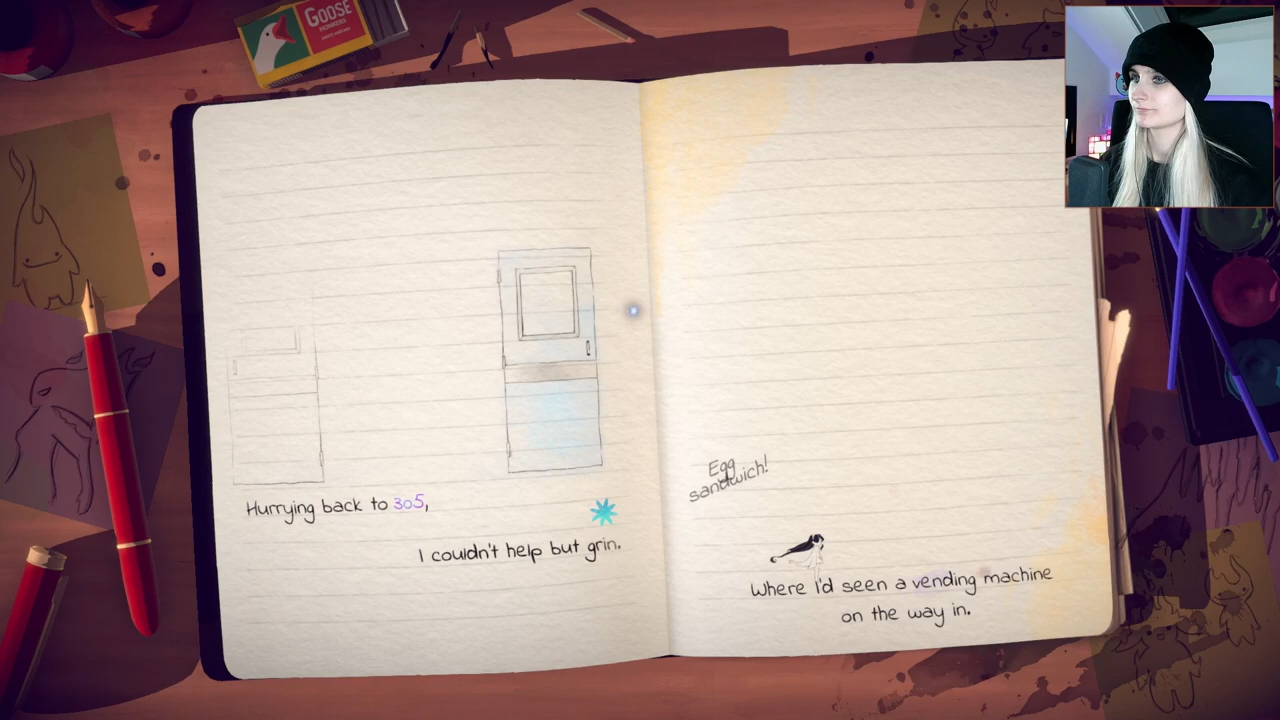 GOOSE
HONKERS
Hurrying back to 305,
I couldn't help but grin.
Egg
sandwich!
Where I'd seen a vending machine
on the way in.